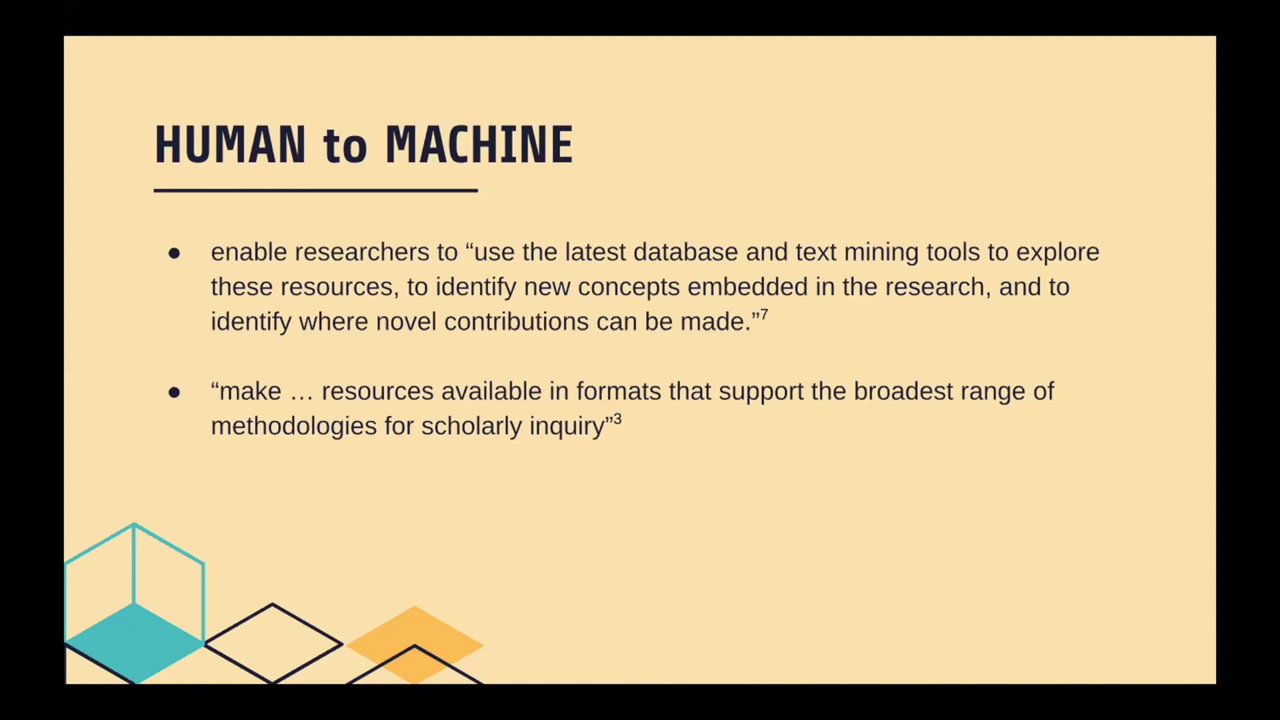 HUMAN to MACHINE
● enable researchers to “use the latest database and text mining tools to explore
these resources, to identify new concepts embedded in the research, and to
identify where novel contributions can be made.”⁷
● “make … resources available in formats that support the broadest range of
methodologies for scholarly inquiry”³